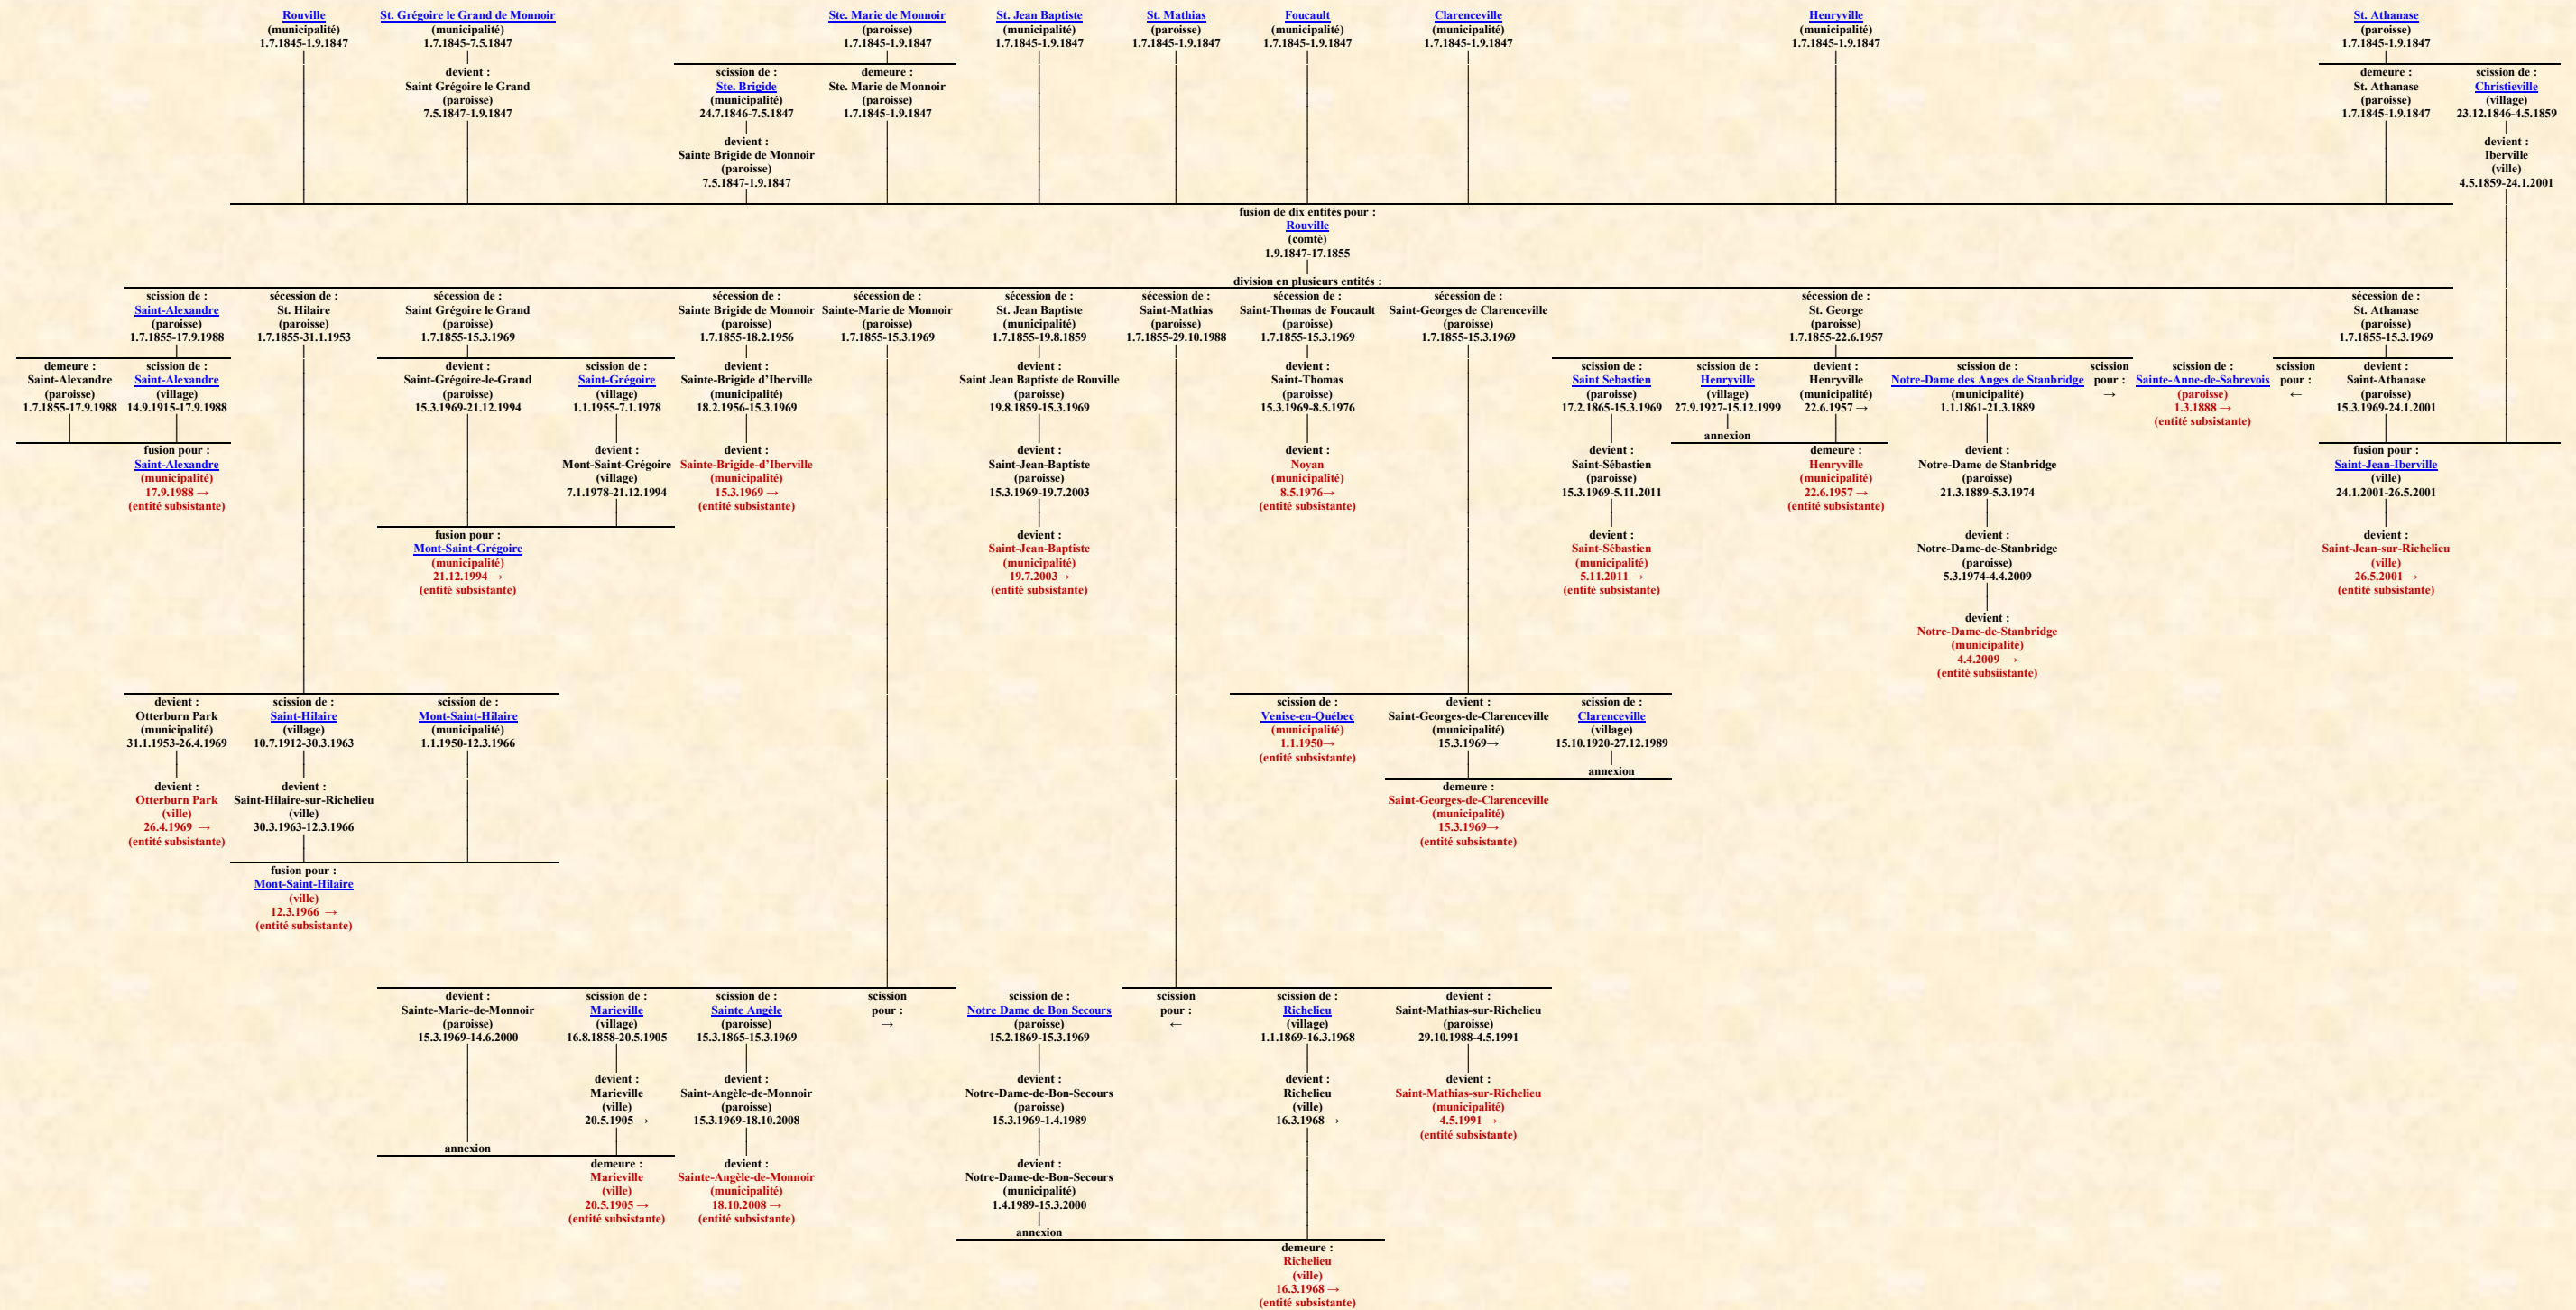 Rouville
(municipalité)
1.7.1845-1.9.1847
St. Grégoire le Grand de Monnoir
(municipalité)
1.7.1845-7.5.1847
Ste. Marie de Monnoir
(paroisse)
1.7.1845-1.9.1847
St. Jean Baptiste
(municipalité)
1.7.1845-1.9.1847
St. Mathias
(paroisse)
1.7.1845-1.9.1847
Foucault
(municipalité)
1.7.1845-1.9.1847
Clarenceville
(municipalité)
1.7.1845-1.9.1847
Henryville
(municipalité)
1.7.1845-1.9.1847
St. Athanase
(paroisse)
1.7.1845-1.9.1847
devient :
Saint Grégoire le Grand
(paroisse)
7.5.1847-1.9.1847
scission de :
Ste. Brigide
(municipalité)
24.7.1846-7.5.1847
demeure :
Ste. Marie de Monnoir
(paroisse)
1.7.1845-1.9.1847
demeure :
St. Athanase
(paroisse)
1.7.1845-1.9.1847
scission de :
Christieville
(village)
23.12.1846-4.5.1859
devient :
Sainte Brigide de Monnoir
(paroisse)
7.5.1847-1.9.1847
devient :
Iberville
(ville)
4.5.1859-24.1.2001
fusion de dix entités pour :
Rouville
(comté)
1.9.1847-17.1855
division en plusieurs entités :
scission de :
Saint-Alexandre
(paroisse)
1.7.1855-17.9.1988
sécession de :
St. Hilaire
(paroisse)
1.7.1855-31.1.1953
sécession de :
Saint Grégoire le Grand
(paroisse)
1.7.1855-15.3.1969
sécession de :
Sainte Brigide de Monnoir
(paroisse)
1.7.1855-18.2.1956
sécession de :
Sainte-Marie de Monnoir
(paroisse)
1.7.1855-15.3.1969
sécession de :
St. Jean Baptiste
(municipalité)
1.7.1855-19.8.1859
sécession de :
Saint-Mathias
(paroisse)
1.7.1855-29.10.1988
sécession de :
Saint-Thomas de Foucault
(paroisse)
1.7.1855-15.3.1969
sécession de :
Saint-Georges de Clarenceville
(paroisse)
1.7.1855-15.3.1969
sécession de :
St. George
(paroisse)
1.7.1855-22.6.1957
sécession de :
St. Athanase
(paroisse)
1.7.1855-15.3.1969
demeure :
Saint-Alexandre
(paroisse)
1.7.1855-17.9.1988
scission de :
Saint-Alexandre
(village)
14.9.1915-17.9.1988
devient :
Saint-Grégoire-le-Grand
(paroisse)
15.3.1969-21.12.1994
scission de :
Saint-Grégoire
(village)
1.1.1955-7.1.1978
devient :
Sainte-Brigide d'Iberville
(municipalité)
18.2.1956-15.3.1969
devient :
Saint Jean Baptiste de Rouville
(municipalité)
19.8.1859-15.3.1969
devient :
Saint-Thomas
(paroisse)
15.3.1969-8.5.1976
scission de :
Saint Sebastien
(paroisse)
17.2.1865-15.3.1969
scission de :
Henryville
(village)
27.9.1927-15.12.1999
annexion
devient :
Henryville
(municipalité)
22.6.1957 →
scission de :
Notre-Dame des Anges de Stanbridge
(municipalité)
1.1.1861-21.3.1889
scission
pour :
→
scission de :
Sainte-Anne-de-Sabrevois
(paroisse)
1.3.1888 →
(entité subsistante)
scission
pour :
←
devient :
Saint-Athanase
(paroisse)
15.3.1969-24.1.2001
fusion pour :
Saint-Alexandre
(municipalité)
17.9.1988 →
(entité subsistante)
devient :
Mont-Saint-Grégoire
(village)
7.1.1978-21.12.1994
devient :
Sainte-Brigide-d'Iberville
(municipalité)
15.3.1969 →
(entité subsistante)
devient :
Saint-Jean-Baptiste
(paroisse)
15.3.1969-19.7.2003
devient :
Noyan
(municipalité)
8.5.1976→
(entité subsistante)
devient :
Saint-Sébastien
(paroisse)
15.3.1969-5.11.2011
demeure :
Henryville
(municipalité)
22.6.1957 →
(entité subsistante)
devient :
Notre-Dame de Stanbridge
(paroisse)
21.3.1889-5.3.1974
fusion pour :
Saint-Jean-Iberville
(ville)
24.1.2001-26.5.2001
fusion pour :
Mont-Saint-Grégoire
(municipalité)
21.12.1994 →
(entité subsistante)
devient :
Saint-Jean-Baptiste
(municipalité)
19.7.2003→
(entité subsistante)
devient :
Saint-Sébastien
(municipalité)
5.11.2011 →
(entité subsistante)
devient :
Notre-Dame-de-Stanbridge
(paroisse)
5.3.1974-4.4.2009
devient :
Saint-Jean-sur-Richelieu
(ville)
26.5.2001 →
(entité subsistante)
devient :
Notre-Dame-de-Stanbridge
(municipalité)
4.4.2009 →
(entité subsiistante)
devient :
Otterburn Park
(municipalité)
31.1.1953-26.4.1969
scission de :
Saint-Hilaire
(village)
10.7.1912-30.3.1963
scission de :
Mont-Saint-Hilaire
(municipalité)
1.1.1950-12.3.1966
scission de :
Venise-en-Québec
(municipalité)
1.1.1950→
(entité subsistante)
devient :
Saint-Georges-de-Clarenceville
(municipalité)
15.3.1969→
scission de :
Clarenceville
(village)
15.10.1920-27.12.1989
annexion
devient :
Otterburn Park
(ville)
26.4.1969 →
(entité subsistante)
devient :
Saint-Hilaire-sur-Richelieu
(ville)
30.3.1963-12.3.1966
demeure :
Saint-Georges-de-Clarenceville
(municipalité)
15.3.1969→
(entité subsistante)
fusion pour :
Mont-Saint-Hilaire
(ville)
12.3.1966 →
(entité subsistante)
devient :
Sainte-Marie-de-Monnoir
(paroisse)
15.3.1969-14.6.2000
scission de :
Marieville
(village)
16.8.1858-20.5.1905
scission de :
Sainte Angèle
(paroisse)
15.3.1865-15.3.1969
scission
pour :
→
scission de :
Notre Dame de Bon Secours
(paroisse)
15.2.1869-15.3.1969
scission
pour :
←
scission de :
Richelieu
(village)
1.1.1869-16.3.1968
devient :
Saint-Mathias-sur-Richelieu
(paroisse)
29.10.1988-4.5.1991
devient :
Marieville
(ville)
20.5.1905 →
devient :
Saint-Angèle-de-Monnoir
(paroisse)
15.3.1969-18.10.2008
devient :
Notre-Dame-de-Bon-Secours
(paroisse)
15.3.1969-1.4.1989
devient :
Richelieu
(ville)
16.3.1968 →
devient :
Saint-Mathias-sur-Richelieu
(municipalité)
4.5.1991 →
(entité subsistante)
annexion
demeure :
Marieville
(ville)
20.5.1905 →
(entité subsistante)
devient :
Sainte-Angèle-de-Monnoir
(municipalité)
18.10.2008 →
(entité subsistante)
devient :
Notre-Dame-de-Bon-Secours
(municipalité)
1.4.1989-15.3.2000
annexion
demeure :
Richelieu
(ville)
16.3.1968 →
(entité subsistante)